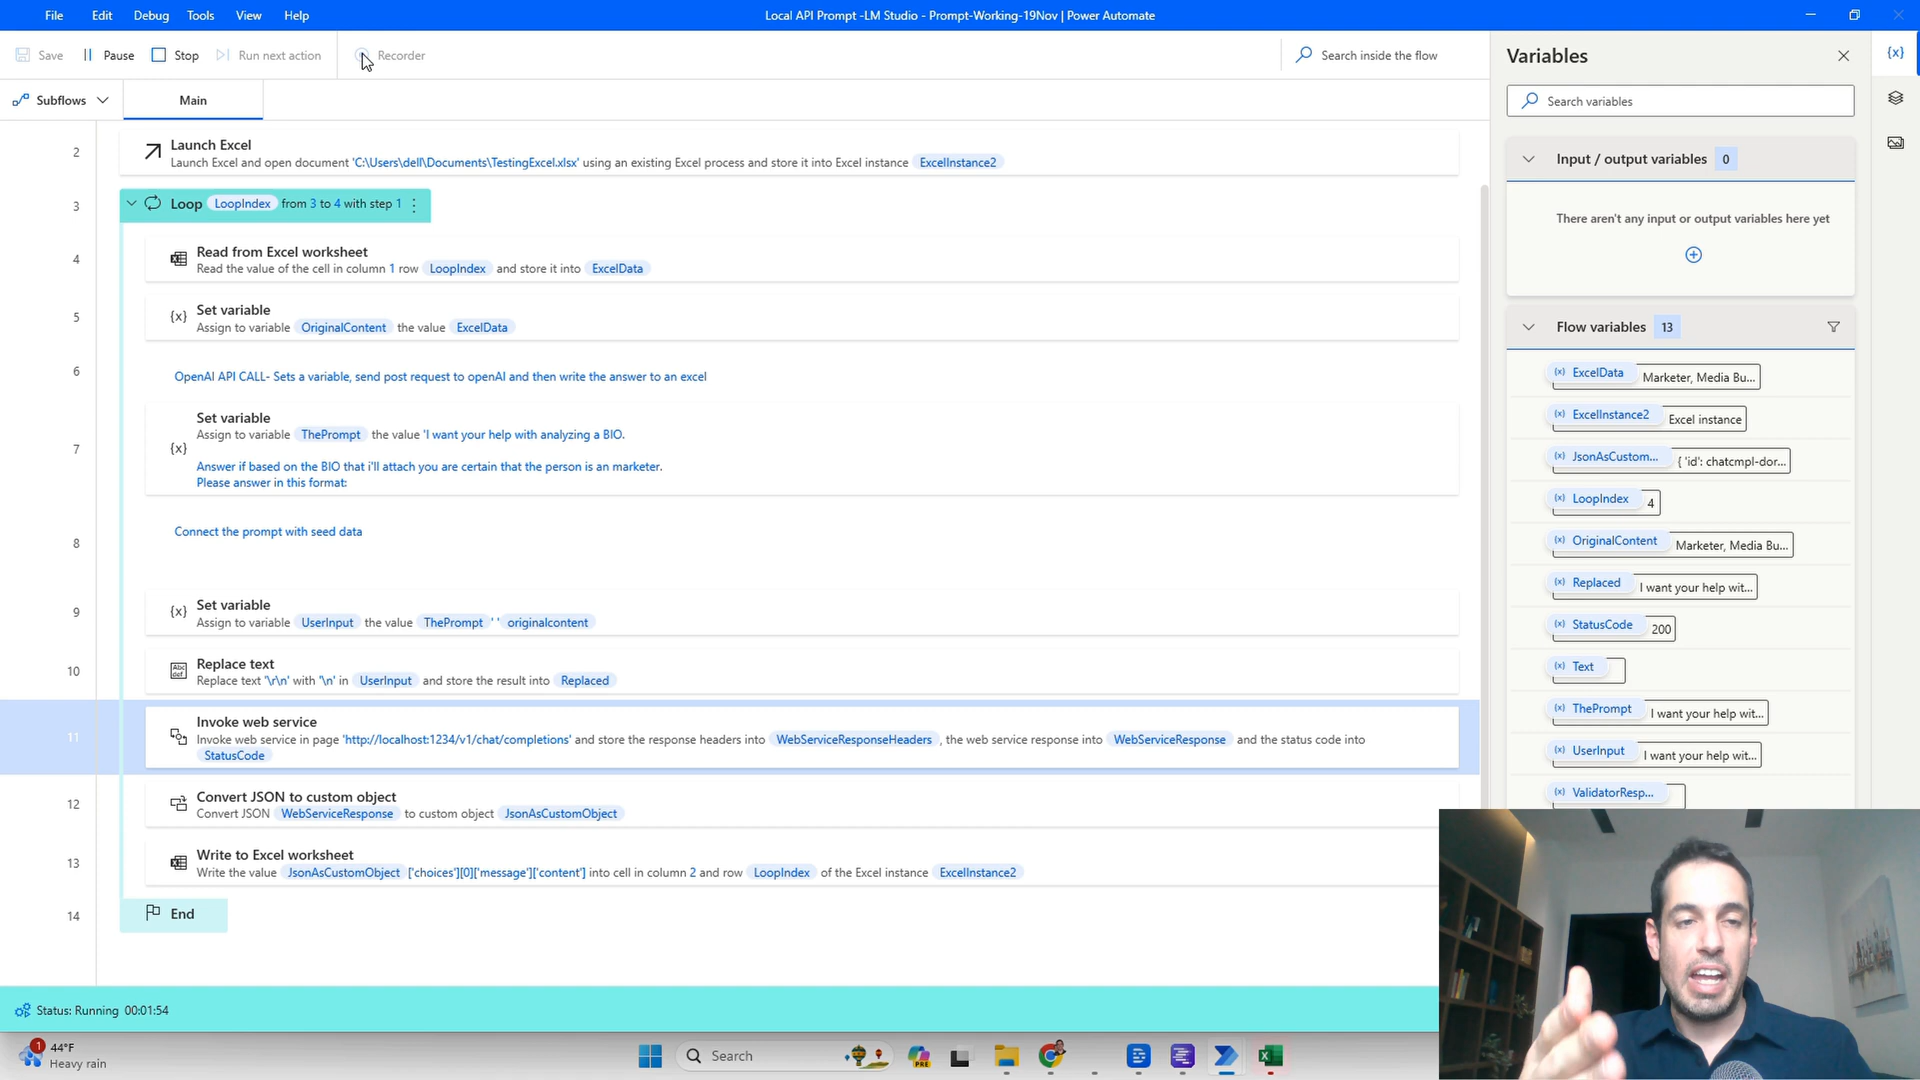 File Edit Debug Tools View Help
Local API Prompt -LM Studio - Prompt-Working-19Nov | Power Automate
Save Pause Stop Run next action Recorder
Search inside the flow
Subflows Main
2
Launch Excel
Launch Excel and open document 'C:\Users\dell\Documents\TestingExcel.xlsx' using an existing Excel process and store it into Excel instance ExcelInstance2
3
Loop LoopIndex from 3 to 4 with step 1
4
Read from Excel worksheet
Read the value of the cell in column 1 row LoopIndex and store it into ExcelData
5
{x} Set variable
Assign to variable OriginalContent the value ExcelData
6
OpenAI API CALL- Sets a variable, send post request to openAI and then write the answer to an excel
7
{x} Set variable
Assign to variable ThePrompt the value 'I want your help with analyzing a BIO.
Answer if based on the BIO that i'll attach you are certain that the person is an marketer.
Please answer in this format:
8
Connect the prompt with seed data
9
{x} Set variable
Assign to variable UserInput the value ThePrompt ' ' originalcontent
10
Abc def Replace text
Replace text '\r\n' with '\n' in UserInput and store the result into Replaced
11
Invoke web service
Invoke web service in page 'http://localhost:1234/v1/chat/completions' and store the response headers into WebServiceResponseHeaders , the web service response into WebServiceResponse and the status code into
StatusCode
12
Convert JSON to custom object
Convert JSON WebServiceResponse to custom object JsonAsCustomObject
13
Write to Excel worksheet
Write the value JsonAsCustomObject ['choices'][0]['message']['content'] into cell in column 2 and row LoopIndex of the Excel instance ExcelInstance2
14
End
Status: Running 00:01:54
Variables
{x}
Search variables
Input / output variables 0
There aren't any input or output variables here yet
Flow variables 13
(x) ExcelData Marketer, Media Bu...
(x) ExcelInstance2 Excel instance
(x) JsonAsCustom... { 'id': chatcmpl-dor...
(x) LoopIndex 4
(x) OriginalContent Marketer, Media Bu...
(x) Replaced I want your help wit...
(x) StatusCode 200
(x) Text
(x) ThePrompt I want your help wit...
(x) UserInput I want your help wit...
(x) ValidatorResp...
1
44°F
Heavy rain
Search
PRE